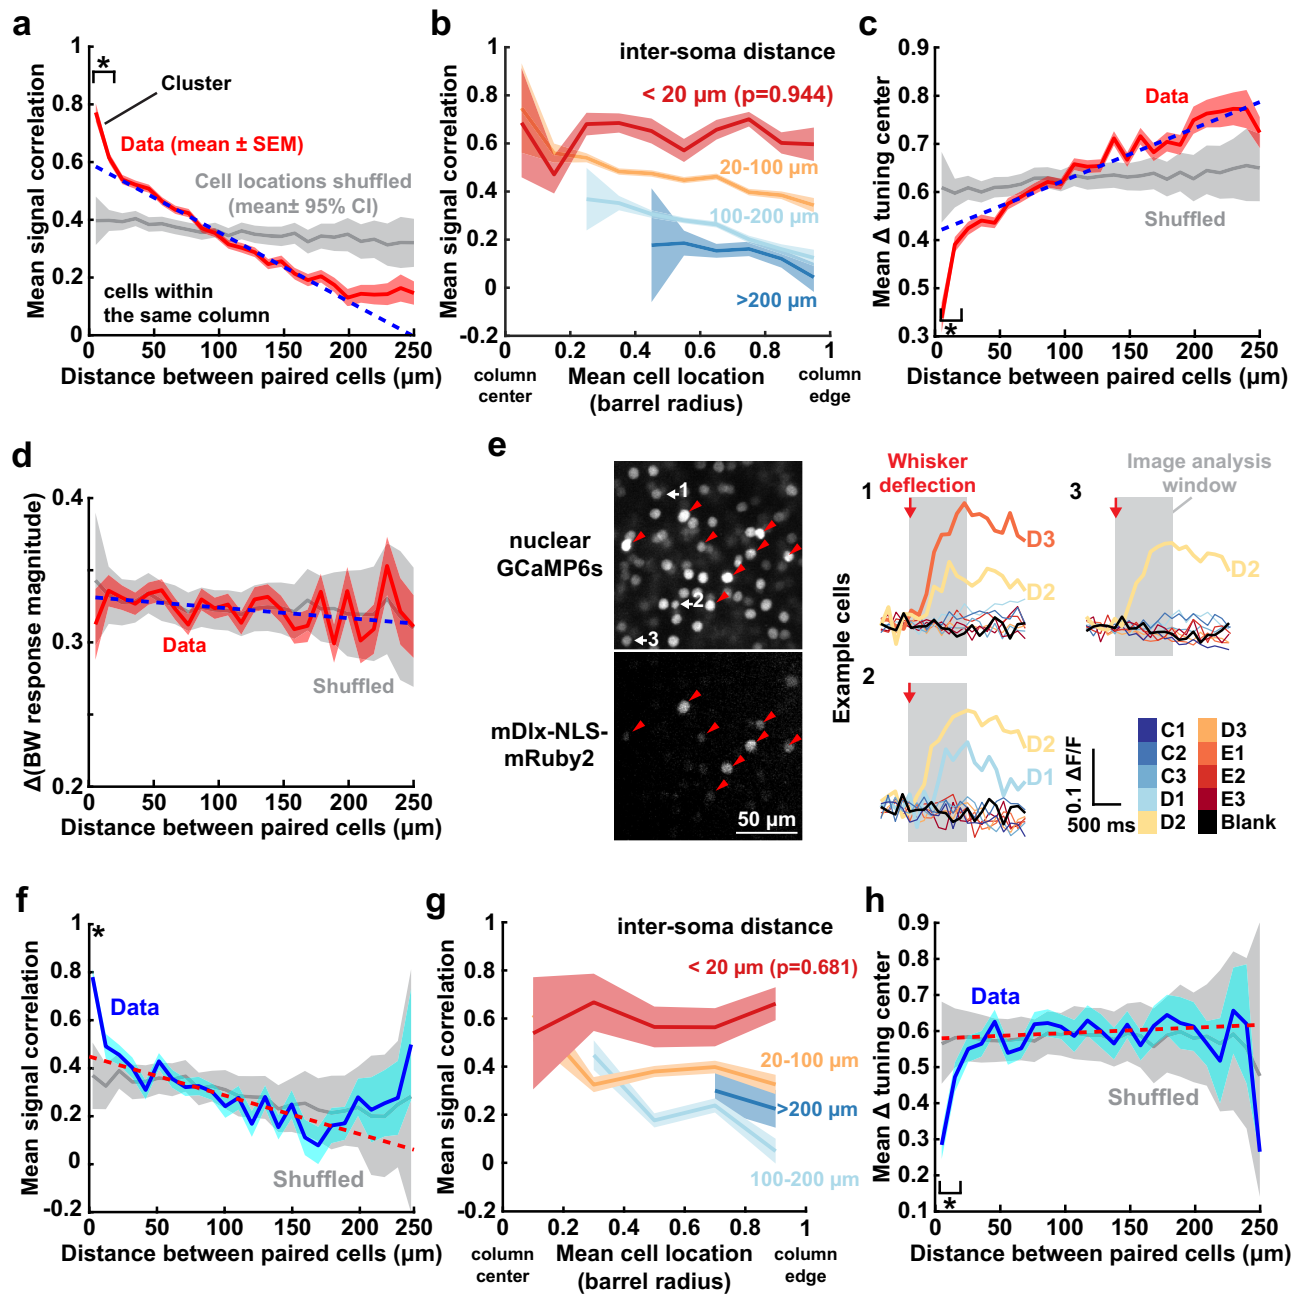 a
1
0.8
0.6
0.4
0.2
0
Mean signal correlation
*
Cluster
Data (mean ± SEM)
Cell locations shuffled
(mean± 95% CI)
cells within
the same column
0 50 100 150 200 250
Distance between paired cells (µm)
b
1
0.8
0.6
0.4
0.2
0
-0.2
Mean signal correlation
inter-soma distance
< 20 µm (p=0.944)
20-100 µm
100-200 µm
>200 µm
0 0.2 0.4 0.6 0.8 1
column
center
Mean cell location
(barrel radius)
column
edge
c
0.9
0.8
0.6
0.4
0.5
0.3
Mean Δ tuning center
Data
Shuffled
*
0 50 100 150 200 250
Distance between paired cells (µm)
d
0.4
0.3
0.2
Δ(BW response magnitude)
Data
Shuffled
0 50 100 150 200 250
Distance between paired cells (µm)
e
nuclear
GCaMP6s
1
2
3
mDlx-NLS-
mRuby2
50 µm
Example cells
Whisker
deflection
Image analysis
window
1
D3
D2
3
D2
2
D2
D1
0.1 ΔF/F
500 ms
C1
C2
C3
D1
D2
D3
E1
E2
E3
Blank
f
1
0.8
0.6
0.4
0.2
0
-0.2
Mean signal correlation
*
Data
Shuffled
0 50 100 150 200 250
Distance between paired cells (µm)
g
1
0.8
0.6
0.4
0.2
0
-0.2
Mean signal correlation
inter-soma distance
< 20 µm (p=0.681)
20-100 µm
>200 µm
100-200 µm
0 0.2 0.4 0.6 0.8 1
column
center
Mean cell location
(barrel radius)
column
edge
h
0.9
0.8
0.7
0.6
0.5
0.4
0.3
0.2
0.1
Mean Δ tuning center
Data
Shuffled
*
0 50 100 150 200 250
Distance between paired cells (µm)